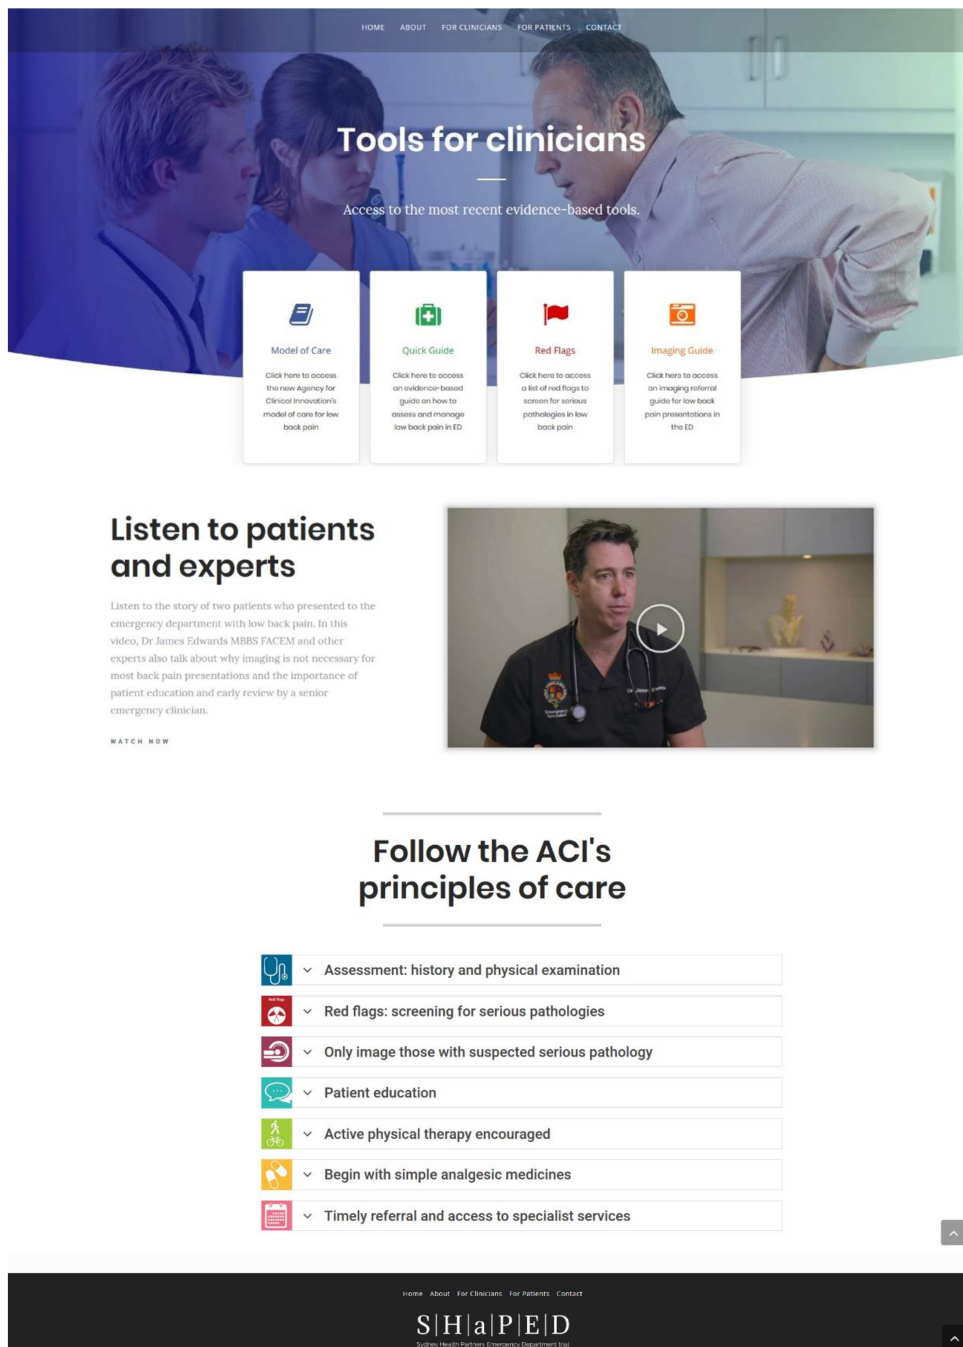 HOME ABOUT FOR CLINICIANS FOR PATIENTS CONTACT
Tools for clinicians
Access to the most recent evidence-based tools.
Model of Care
Click here to access
the new Agency for
Clinical Innovation's
model of care for low
back pain
Quick Guide
Click here to access
an evidence-based
guide on how to
assess and manage
low back pain in ED
Red Flags
Click here to access
a list of red flags to
screen for serious
pathologies in low
back pain
Imaging Guide
Click here to access
an imaging referral
guide for low back
pain presentations in
the ED
Listen to patients
and experts
Listen to the story of two patients who presented to the
emergency department with low back pain. In this
video, Dr James Edwards MBBS FACEM and other
experts also talk about why imaging is not necessary for
most back pain presentations and the importance of
patient education and early review by a senior
emergency clinician.
WATCH NOW
Emergency
Specialist
Follow the ACI's
principles of care
Assessment: history and physical examination
Red flags
Red flags: screening for serious pathologies
Only image those with suspected serious pathology
Patient education
Active physical therapy encouraged
Begin with simple analgesic medicines
Timely referral and access to specialist services
Home About For Clinicians For Patients Contact
S|H|a|P|E|D
Sydney Health Partners Emergency Department trial